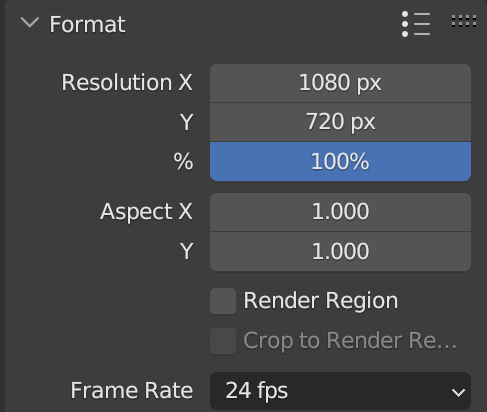 Format
Resolution X 1080 px
Y 720 px
% 100%
Aspect X 1.000
Y 1.000
Render Region
Crop to Render Re...
Frame Rate 24 fps